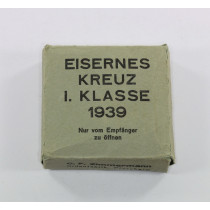 EISERNES
KREUZ
I. KLASSE
1939
Nur vom Empfänger
zu öffnen